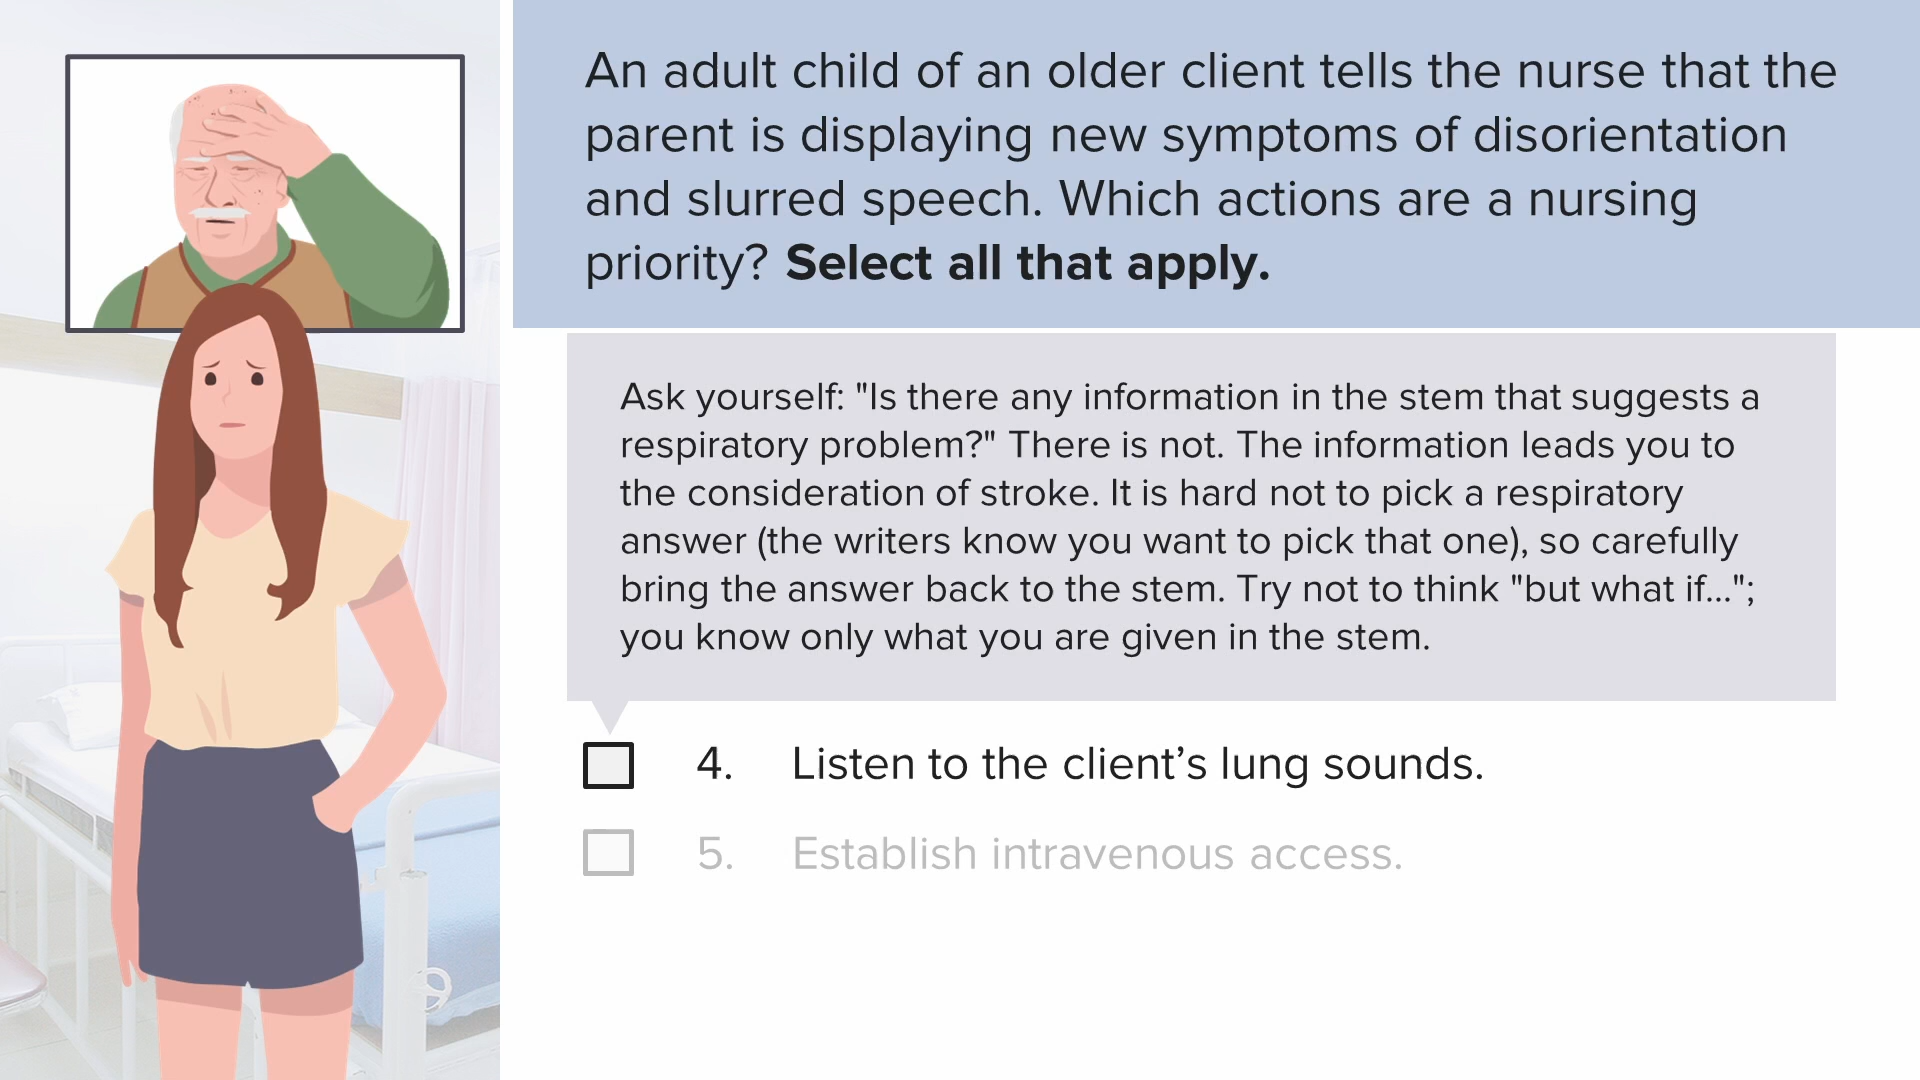 An adult child of an older client tells the nurse that the
parent is displaying new symptoms of disorientation
and slurred speech. Which actions are a nursing
priority? Select all that apply.
Ask yourself: "Is there any information in the stem that suggests a
respiratory problem?" There is not. The information leads you to
the consideration of stroke. It is hard not to pick a respiratory
answer (the writers know you want to pick that one), so carefully
bring the answer back to the stem. Try not to think "but what if...";
you know only what you are given in the stem.
4. Listen to the client’s lung sounds.
5. Establish intravenous access.